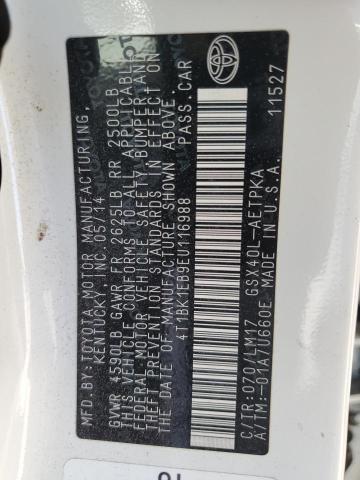 MFD.BY:TOYOTA MOTOR MANUFACTURING,
KENTUCKY, INC. 05/14
GVWR 4590LB GAWR FR 2625LB RR 2500LB
THIS VEHICLE CONFORMS TO ALL APPLICABLE
FEDERAL MOTOR VEHICLE SAFETY, BUMPER, AND
THEFT PREVENTION STANDARDS IN EFFECT ON
THE DATE OF MANUFACTURE SHOWN ABOVE.
4T1BK1EB9EU116988 PASS.CAR
C/TR:070/LM17 GSX40L-AETPKA
A/TM:-01A/U660E MADE IN U.S.A. 11527